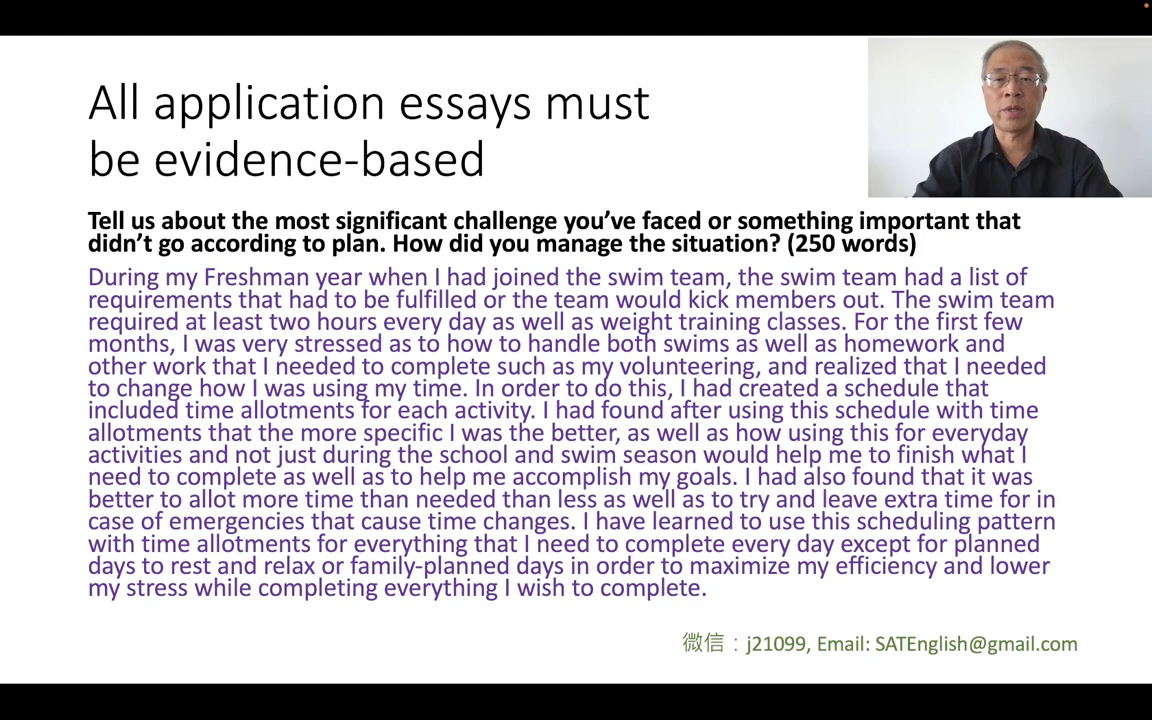 All application essays must
be evidence-based
Tell us about the most significant challenge you’ve faced or something important that
didn’t go according to plan. How did you manage the situation? (250 words)
During my Freshman year when I had joined the swim team, the swim team had a list of
requirements that had to be fulfilled or the team would kick members out. The swim team
required at least two hours every day as well as weight training classes. For the first few
months, I was very stressed as to how to handle both swims as well as homework and
other work that I needed to complete such as my volunteering, and realized that I needed
to change how I was using my time. In order to do this, I had created a schedule that
included time allotments for each activity. I had found after using this schedule with time
allotments that the more specific I was the better, as well as how using this for everyday
activities and not just during the school and swim season would help me to finish what I
need to complete as well as to help me accomplish my goals. I had also found that it was
better to allot more time than needed than less as well as to try and leave extra time for in
case of emergencies that cause time changes. I have learned to use this scheduling pattern
with time allotments for everything that I need to complete every day except for planned
days to rest and relax or family-planned days in order to maximize my efficiency and lower
my stress while completing everything I wish to complete.
微信：j21099, Email: SATEnglish@gmail.com